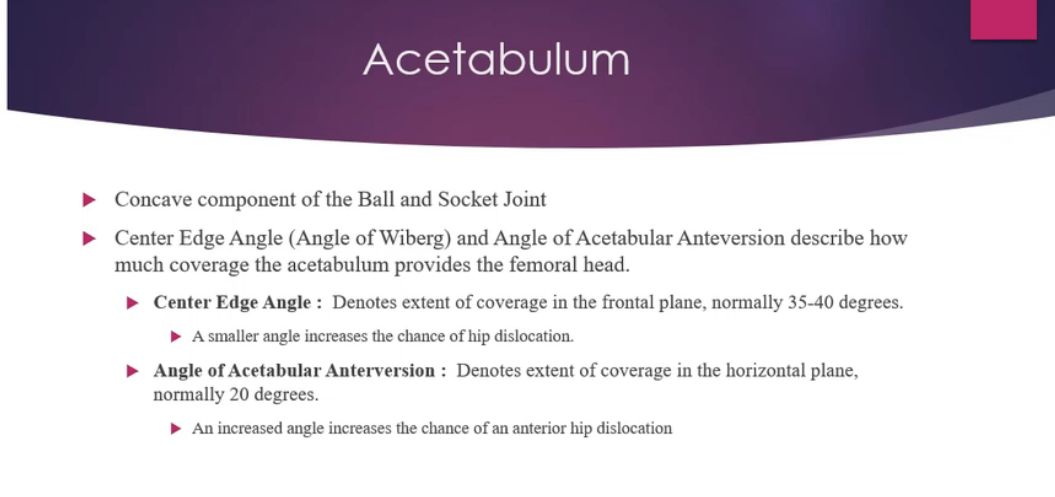 Acetabulum
Concave component of the Ball and Socket Joint
Center Edge Angle (Angle of Wiberg) and Angle of Acetabular Anteversion describe how
much coverage the acetabulum provides the femoral head.
Center Edge Angle :  Denotes extent of coverage in the frontal plane, normally 35-40 degrees.
A smaller angle increases the chance of hip dislocation.
Angle of Acetabular Anterversion :  Denotes extent of coverage in the horizontal plane,
normally 20 degrees.
An increased angle increases the chance of an anterior hip dislocation